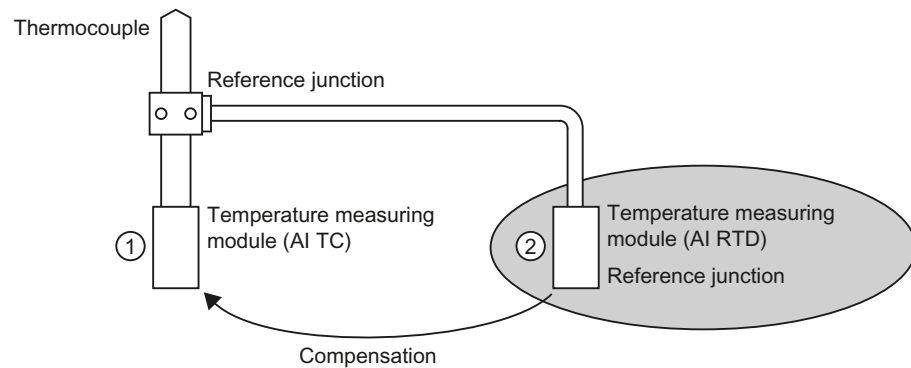 Thermocouple
Reference junction
1
Temperature measuring
module (AI TC)
2
Temperature measuring
module (AI RTD)
Reference junction
Compensation